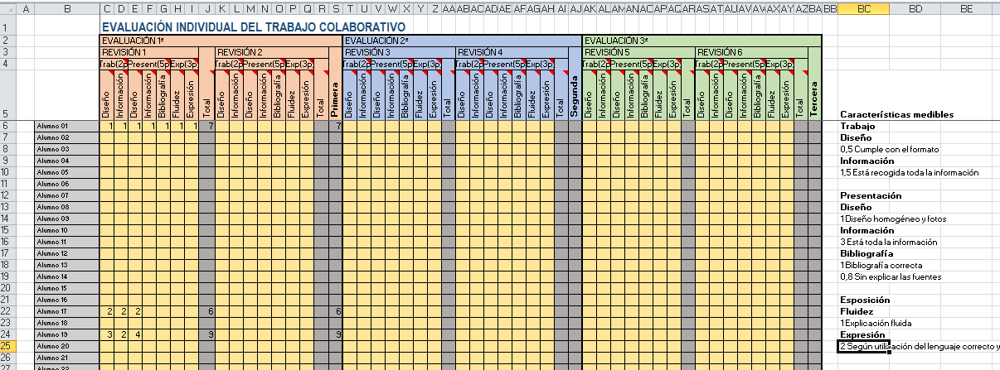 A B C D E F G H I J K L M N O P Q R S T U V W X Y Z AA AB AC AD AE AF AG AH AI AJ AK AL AM AN AO AP AQ AR AS AT AU AV AW AX AY AZ BA BB BC BD BE
1 EVALUACIÓN INDIVIDUAL DEL TRABAJO COLABORATIVO
2 EVALUACIÓN 1ª EVALUACIÓN 2ª EVALUACIÓN 3ª
3 REVISIÓN 1 REVISIÓN 2 REVISIÓN 3 REVISIÓN 4 REVISIÓN 5 REVISIÓN 6
4 Trab(2p Present(5p Exp(3p Trab(2p Present(5p Exp(3p Trab(2p Present(5p Exp(3p Trab(2p Present(5p Exp(3p Trab(2p Present(5p Exp(3p Trab(2p Present(5p Exp(3p
5 Diseño Información Diseño Información Bibliografía Fluidez Expresión Total Diseño Información Diseño Información Bibliografía Fluidez Expresión Total Primera Diseño Información Diseño Información Bibliografía Fluidez Expresión Total Diseño Información Diseño Información Bibliografía Fluidez Expresión Total Segunda Diseño Información Diseño Información Bibliografía Fluidez Expresión Total Diseño Información Diseño Información Bibliografía Fluidez Expresión Total Tercera Características medibles
6 Alumno 01 1 1 1 1 1 1 1 7 7 Trabajo
7 Alumno 02 Diseño
8 Alumno 03 0,5 Cumple con el formato
9 Alumno 04 Información
10 Alumno 05 1,5 Está recogida toda la información
11 Alumno 06
12 Alumno 07 Presentación
13 Alumno 08 Diseño
14 Alumno 09 1 Diseño homogéneo y fotos
15 Alumno 10 Información
16 Alumno 11 3 Está toda la información
17 Alumno 12 Bibliografía
18 Alumno 13 1 Bibliografía correcta
19 Alumno 14 0,8 Sin explicar las fuentes
20 Alumno 15
21 Alumno 16 Esposición
22 Alumno 17 2 2 2 6 6 Fluidez
23 Alumno 18 1 Explicación fluida
24 Alumno 19 3 2 4 9 9 Expresión
25 Alumno 20 2 Según utilización del lenguaje correcto y
26 Alumno 21
27 Alumno 22